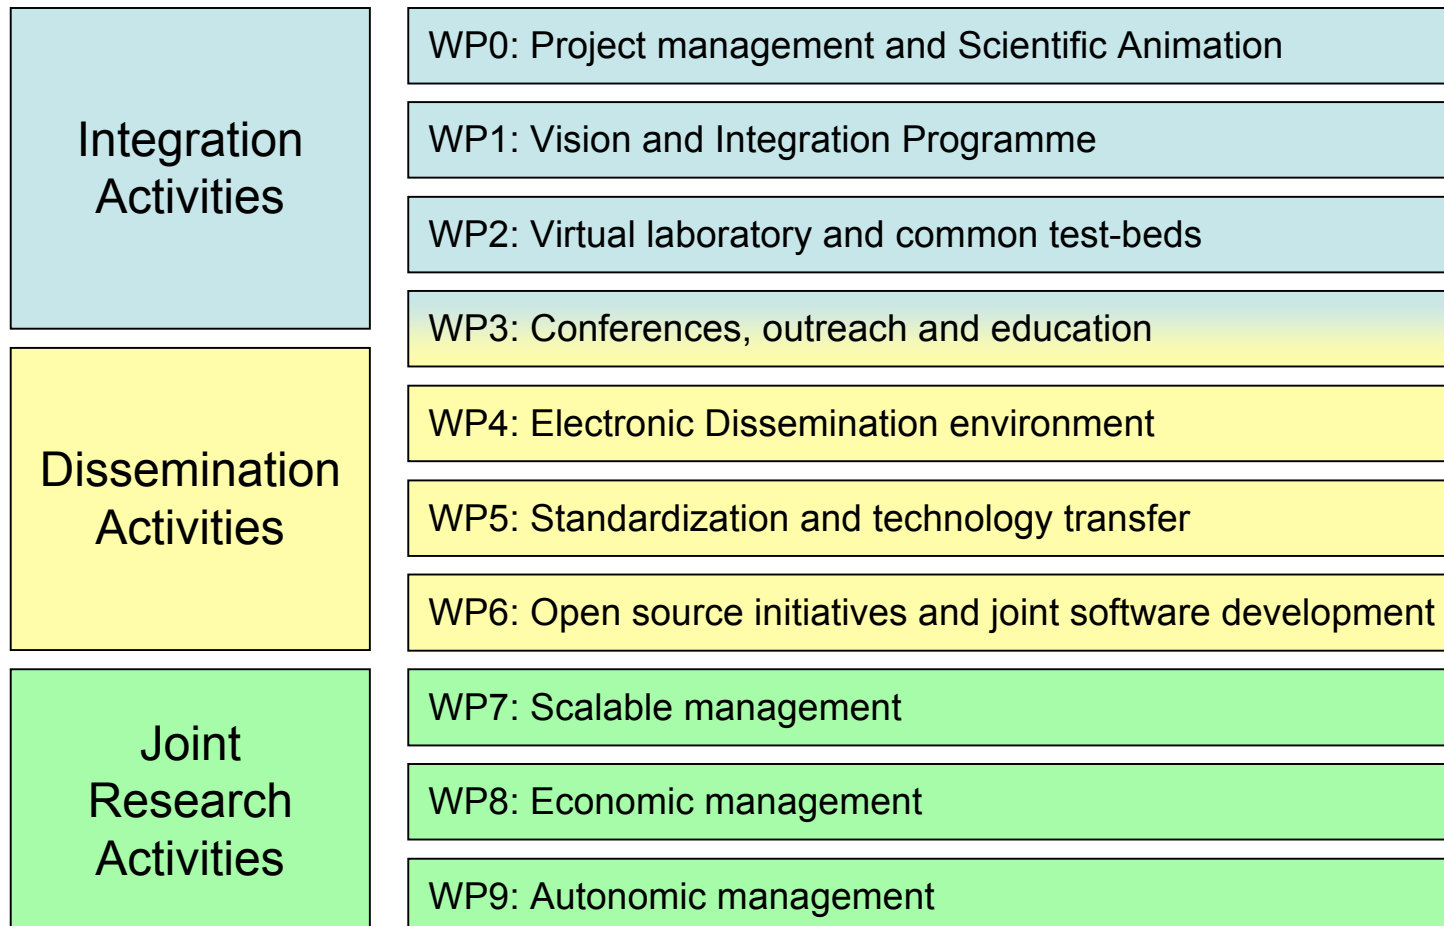 Integration
Activities
WP0: Project management and Scientific Animation
WP1: Vision and Integration Programme
WP2: Virtual laboratory and common test-beds
WP3: Conferences, outreach and education
Dissemination
Activities
WP4: Electronic Dissemination environment
WP5: Standardization and technology transfer
WP6: Open source initiatives and joint software development
Joint
Research
Activities
WP7: Scalable management
WP8: Economic management
WP9: Autonomic management